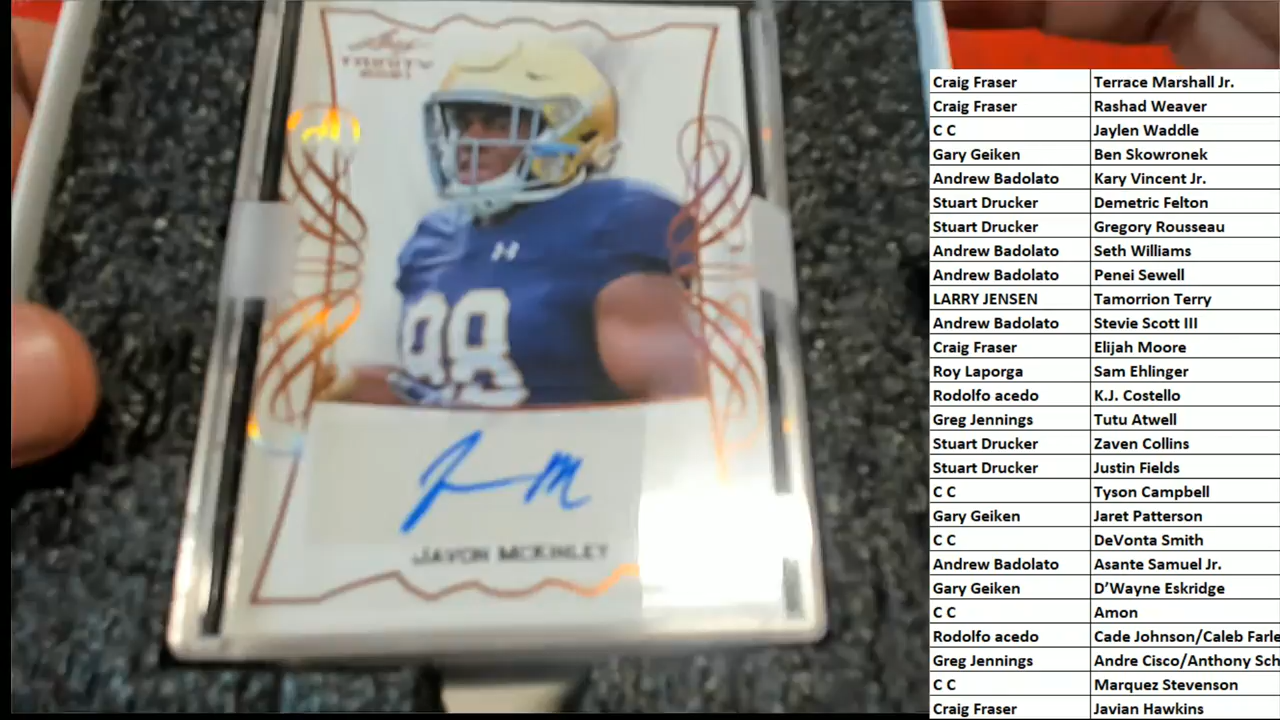 Leaf
TRINITY
2021
88
JM
JAVON MCKINLEY
Craig Fraser Terrace Marshall Jr.
Craig Fraser Rashad Weaver
C C Jaylen Waddle
Gary Geiken Ben Skowronek
Andrew Badolato Kary Vincent Jr.
Stuart Drucker Demetric Felton
Stuart Drucker Gregory Rousseau
Andrew Badolato Seth Williams
Andrew Badolato Penei Sewell
LARRY JENSEN Tamorrion Terry
Andrew Badolato Stevie Scott III
Craig Fraser Elijah Moore
Roy Laporga Sam Ehlinger
Rodolfo acedo K.J. Costello
Greg Jennings Tutu Atwell
Stuart Drucker Zaven Collins
Stuart Drucker Justin Fields
C C Tyson Campbell
Gary Geiken Jaret Patterson
C C DeVonta Smith
Andrew Badolato Asante Samuel Jr.
Gary Geiken D’Wayne Eskridge
C C Amon
Rodolfo acedo Cade Johnson/Caleb Farle
Greg Jennings Andre Cisco/Anthony Sch
C C Marquez Stevenson
Craig Fraser Javian Hawkins